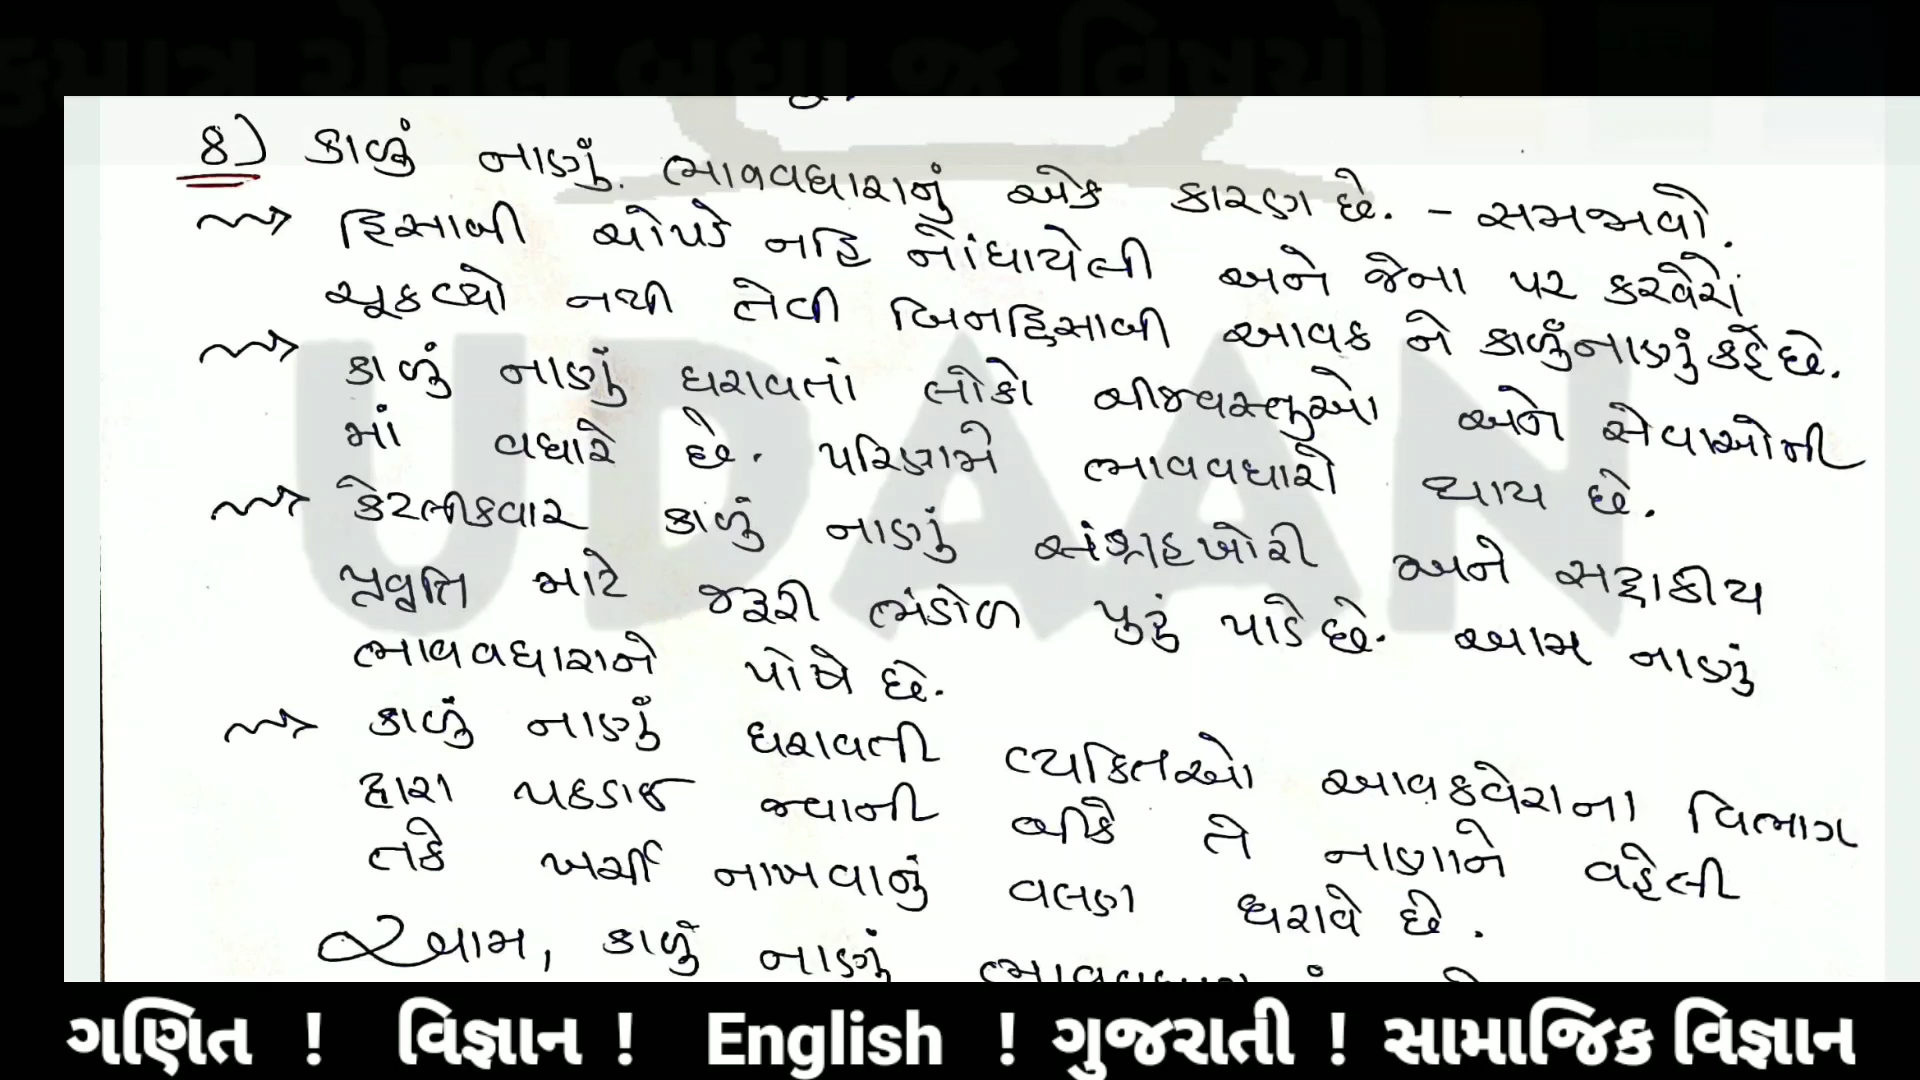 8) કાળું નાણું ભાવવધારાનું એક કારણ છે. - સમજાવો.
હિસાબી ચોપડે નહિ નોંધાયેલી અને જેના પર કરવેરો
ચૂકવ્યો નથી તેવી બિનહિસાબી આવક ને કાળુંનાણું કહે છે.
કાળું નાણું ધરાવતાં લોકો ચીજવસ્તુઓ અને સેવાઓની
માં વધારે છે. પરિણામે ભાવવધારો થાય છે.
કેટલીકવાર કાળું નાણું સંગ્રહખોરી અને સટ્ટાકીય
પ્રવૃત્તિ માટે જરૂરી ભંડોળ પુરું પાડે છે. આમ નાણું
ભાવવધારાને પોષે છે.
કાળું નાણું ધરાવતી વ્યકિતઓ આવકવેરાના વિભાગ
દ્વારા પકડાઈ જવાની બીકે તે નાણાને વહેલી
તકે ખર્ચી નાખવાનું વલણ ધરાવે છે.
આમ, કાળું નાણું
UDAAN
ગણિત ! વિજ્ઞાન ! English ! ગુજરાતી ! સામાજિક વિજ્ઞાન